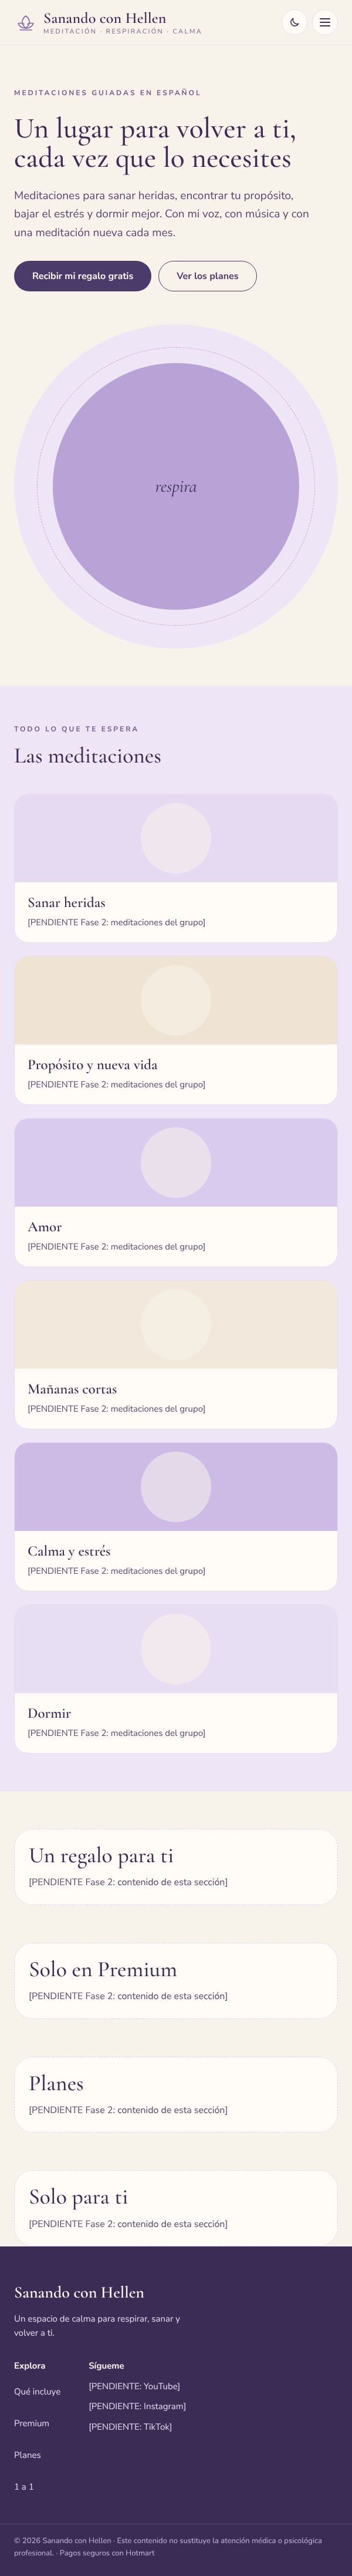 Sanando con Hellen
MEDITACIÓN · RESPIRACIÓN · CALMA
MEDITACIONES GUIADAS EN ESPAÑOL
Un lugar para volver a ti,
cada vez que lo necesites
Meditaciones para sanar heridas, encontrar tu propósito,
bajar el estrés y dormir mejor. Con mi voz, con música y con
una meditación nueva cada mes.
Recibir mi regalo gratis
Ver los planes
respira
TODO LO QUE TE ESPERA
Las meditaciones
Sanar heridas
[PENDIENTE Fase 2: meditaciones del grupo]
Propósito y nueva vida
[PENDIENTE Fase 2: meditaciones del grupo]
Amor
[PENDIENTE Fase 2: meditaciones del grupo]
Mañanas cortas
[PENDIENTE Fase 2: meditaciones del grupo]
Calma y estrés
[PENDIENTE Fase 2: meditaciones del grupo]
Dormir
[PENDIENTE Fase 2: meditaciones del grupo]
Un regalo para ti
[PENDIENTE Fase 2: contenido de esta sección]
Solo en Premium
[PENDIENTE Fase 2: contenido de esta sección]
Planes
[PENDIENTE Fase 2: contenido de esta sección]
Solo para ti
[PENDIENTE Fase 2: contenido de esta sección]
Sanando con Hellen
Un espacio de calma para respirar, sanar y
volver a ti.
Explora
Qué incluye
Premium
Planes
1 a 1
Sígueme
[PENDIENTE: YouTube]
[PENDIENTE: Instagram]
[PENDIENTE: TikTok]
© 2026 Sanando con Hellen · Este contenido no sustituye la atención médica o psicológica
profesional. · Pagos seguros con Hotmart